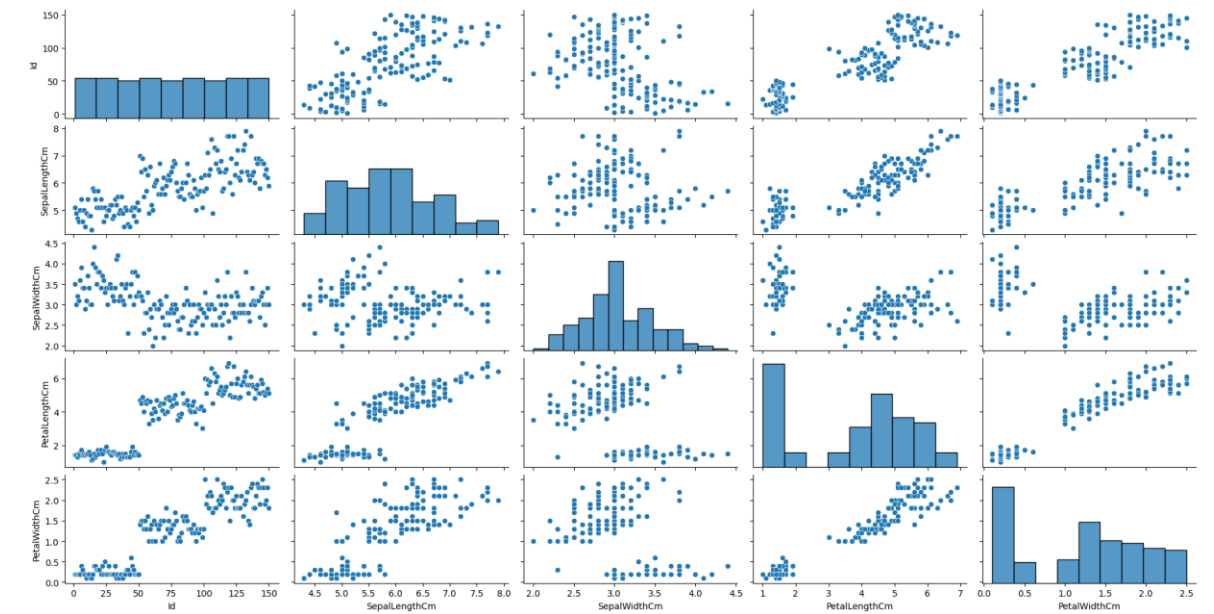 150
100
50
0
Id
8
7
6
5
SepalLengthCm
4.5
4.0
3.5
3.0
2.5
2.0
SepalWidthCm
6
4
2
PetalLengthCm
2.5
2.0
1.5
1.0
0.5
0.0
PetalWidthCm
0 25 50 75 100 125 150
4.5 5.0 5.5 6.0 6.5 7.0 7.5 8.0
2.0 2.5 3.0 3.5 4.0 4.5
1 2 3 4 5 6 7
0.0 0.5 1.0 1.5 2.0 2.5
Id
SepalLengthCm
SepalWidthCm
PetalLengthCm
PetalWidthCm